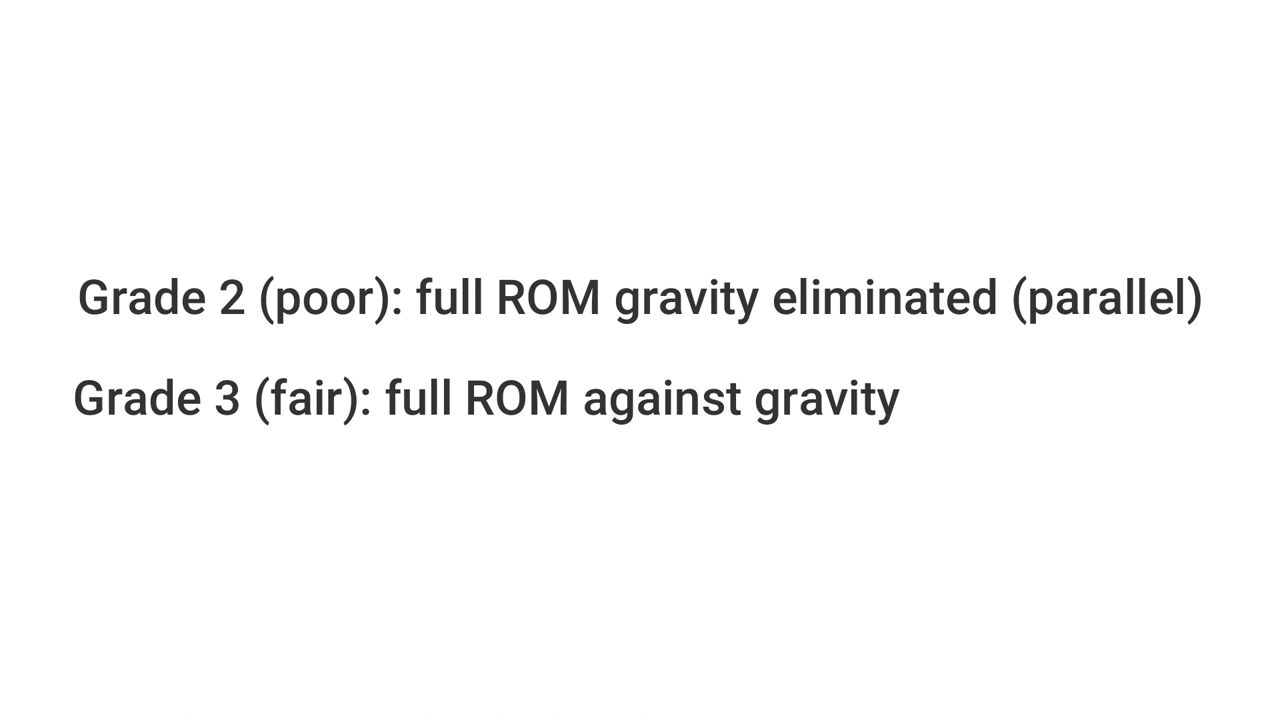 Grade 2 (poor): full ROM gravity eliminated (parallel)
Grade 3 (fair): full ROM against gravity